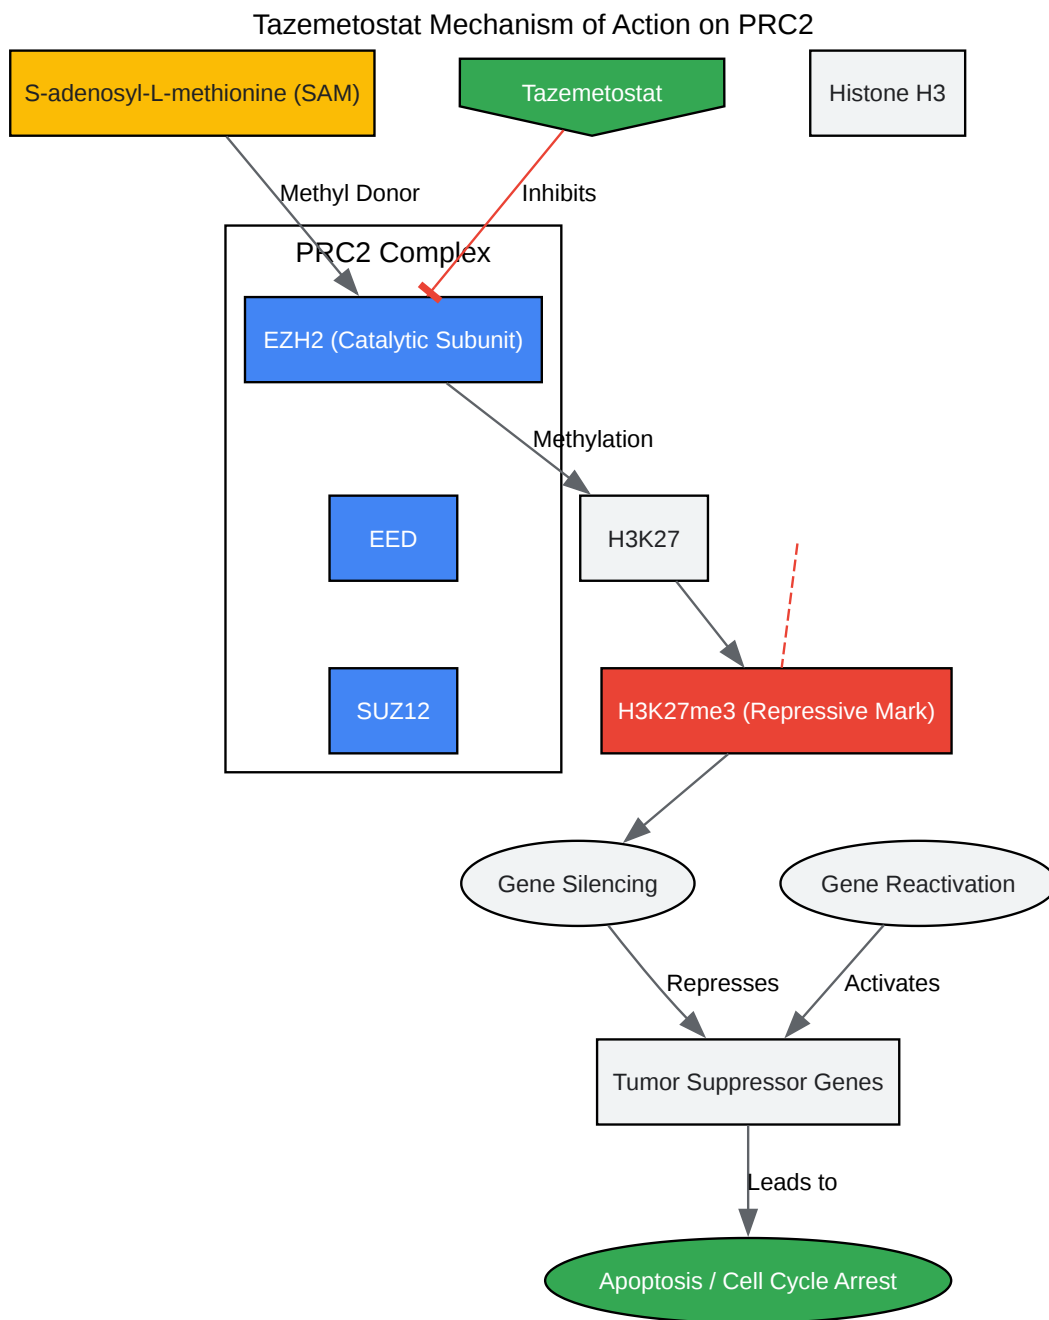 Tazemetostat Mechanism of Action on PRC2
S-adenosyl-L-methionine (SAM)
Tazemetostat
Histone H3
Methyl Donor
Inhibits
PRC2 Complex
EZH2 (Catalytic Subunit)
Methylation
EED
H3K27
SUZ12
H3K27me3 (Repressive Mark)
Gene Silencing
Gene Reactivation
Represses
Activates
Tumor Suppressor Genes
Leads to
Apoptosis / Cell Cycle Arrest